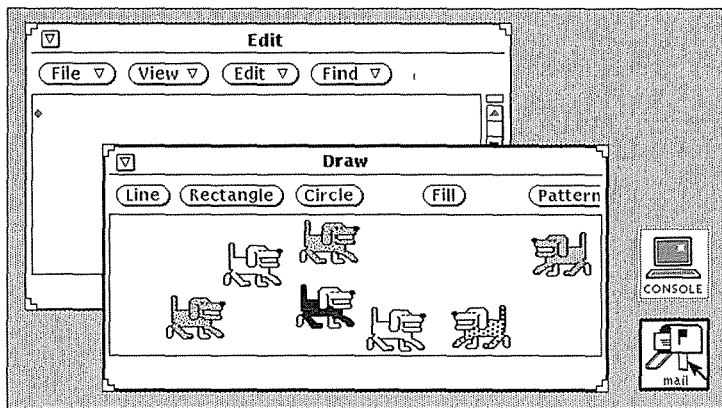 Edit
File View Edit Find
Draw
Line Rectangle Circle Fill Pattern
CONSOLE
mail